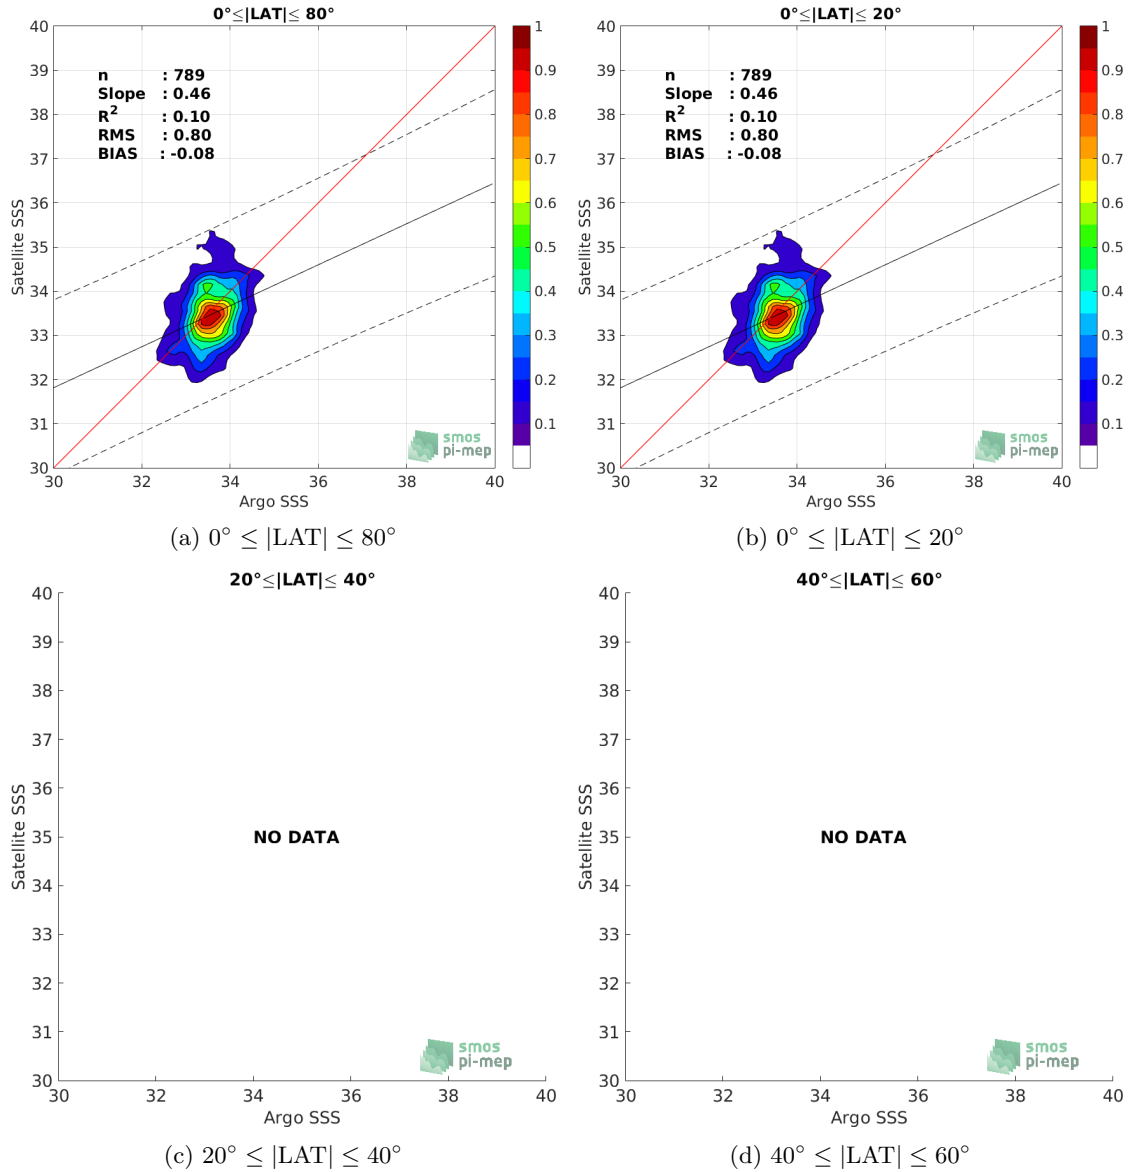 0°≤|LAT|≤ 80°
n : 789
Slope : 0.46
R² : 0.10
RMS : 0.80
BIAS : -0.08
Satellite SSS
40
39
38
37
36
35
34
33
32
31
30
30 32 34 36 38 40
Argo SSS
1
0.9
0.8
0.7
0.6
0.5
0.4
0.3
0.2
0.1
smos
pi-mep
(a) 0° ≤ |LAT| ≤ 80°
0°≤|LAT|≤ 20°
n : 789
Slope : 0.46
R² : 0.10
RMS : 0.80
BIAS : -0.08
Satellite SSS
40
39
38
37
36
35
34
33
32
31
30
30 32 34 36 38 40
Argo SSS
1
0.9
0.8
0.7
0.6
0.5
0.4
0.3
0.2
0.1
smos
pi-mep
(b) 0° ≤ |LAT| ≤ 20°
20°≤|LAT|≤ 40°
Satellite SSS
40
39
38
37
36
35
34
33
32
31
30
NO DATA
smos
pi-mep
30 32 34 36 38 40
Argo SSS
(c) 20° ≤ |LAT| ≤ 40°
40°≤|LAT|≤ 60°
Satellite SSS
40
39
38
37
36
35
34
33
32
31
30
NO DATA
smos
pi-mep
30 32 34 36 38 40
Argo SSS
(d) 40° ≤ |LAT| ≤ 60°